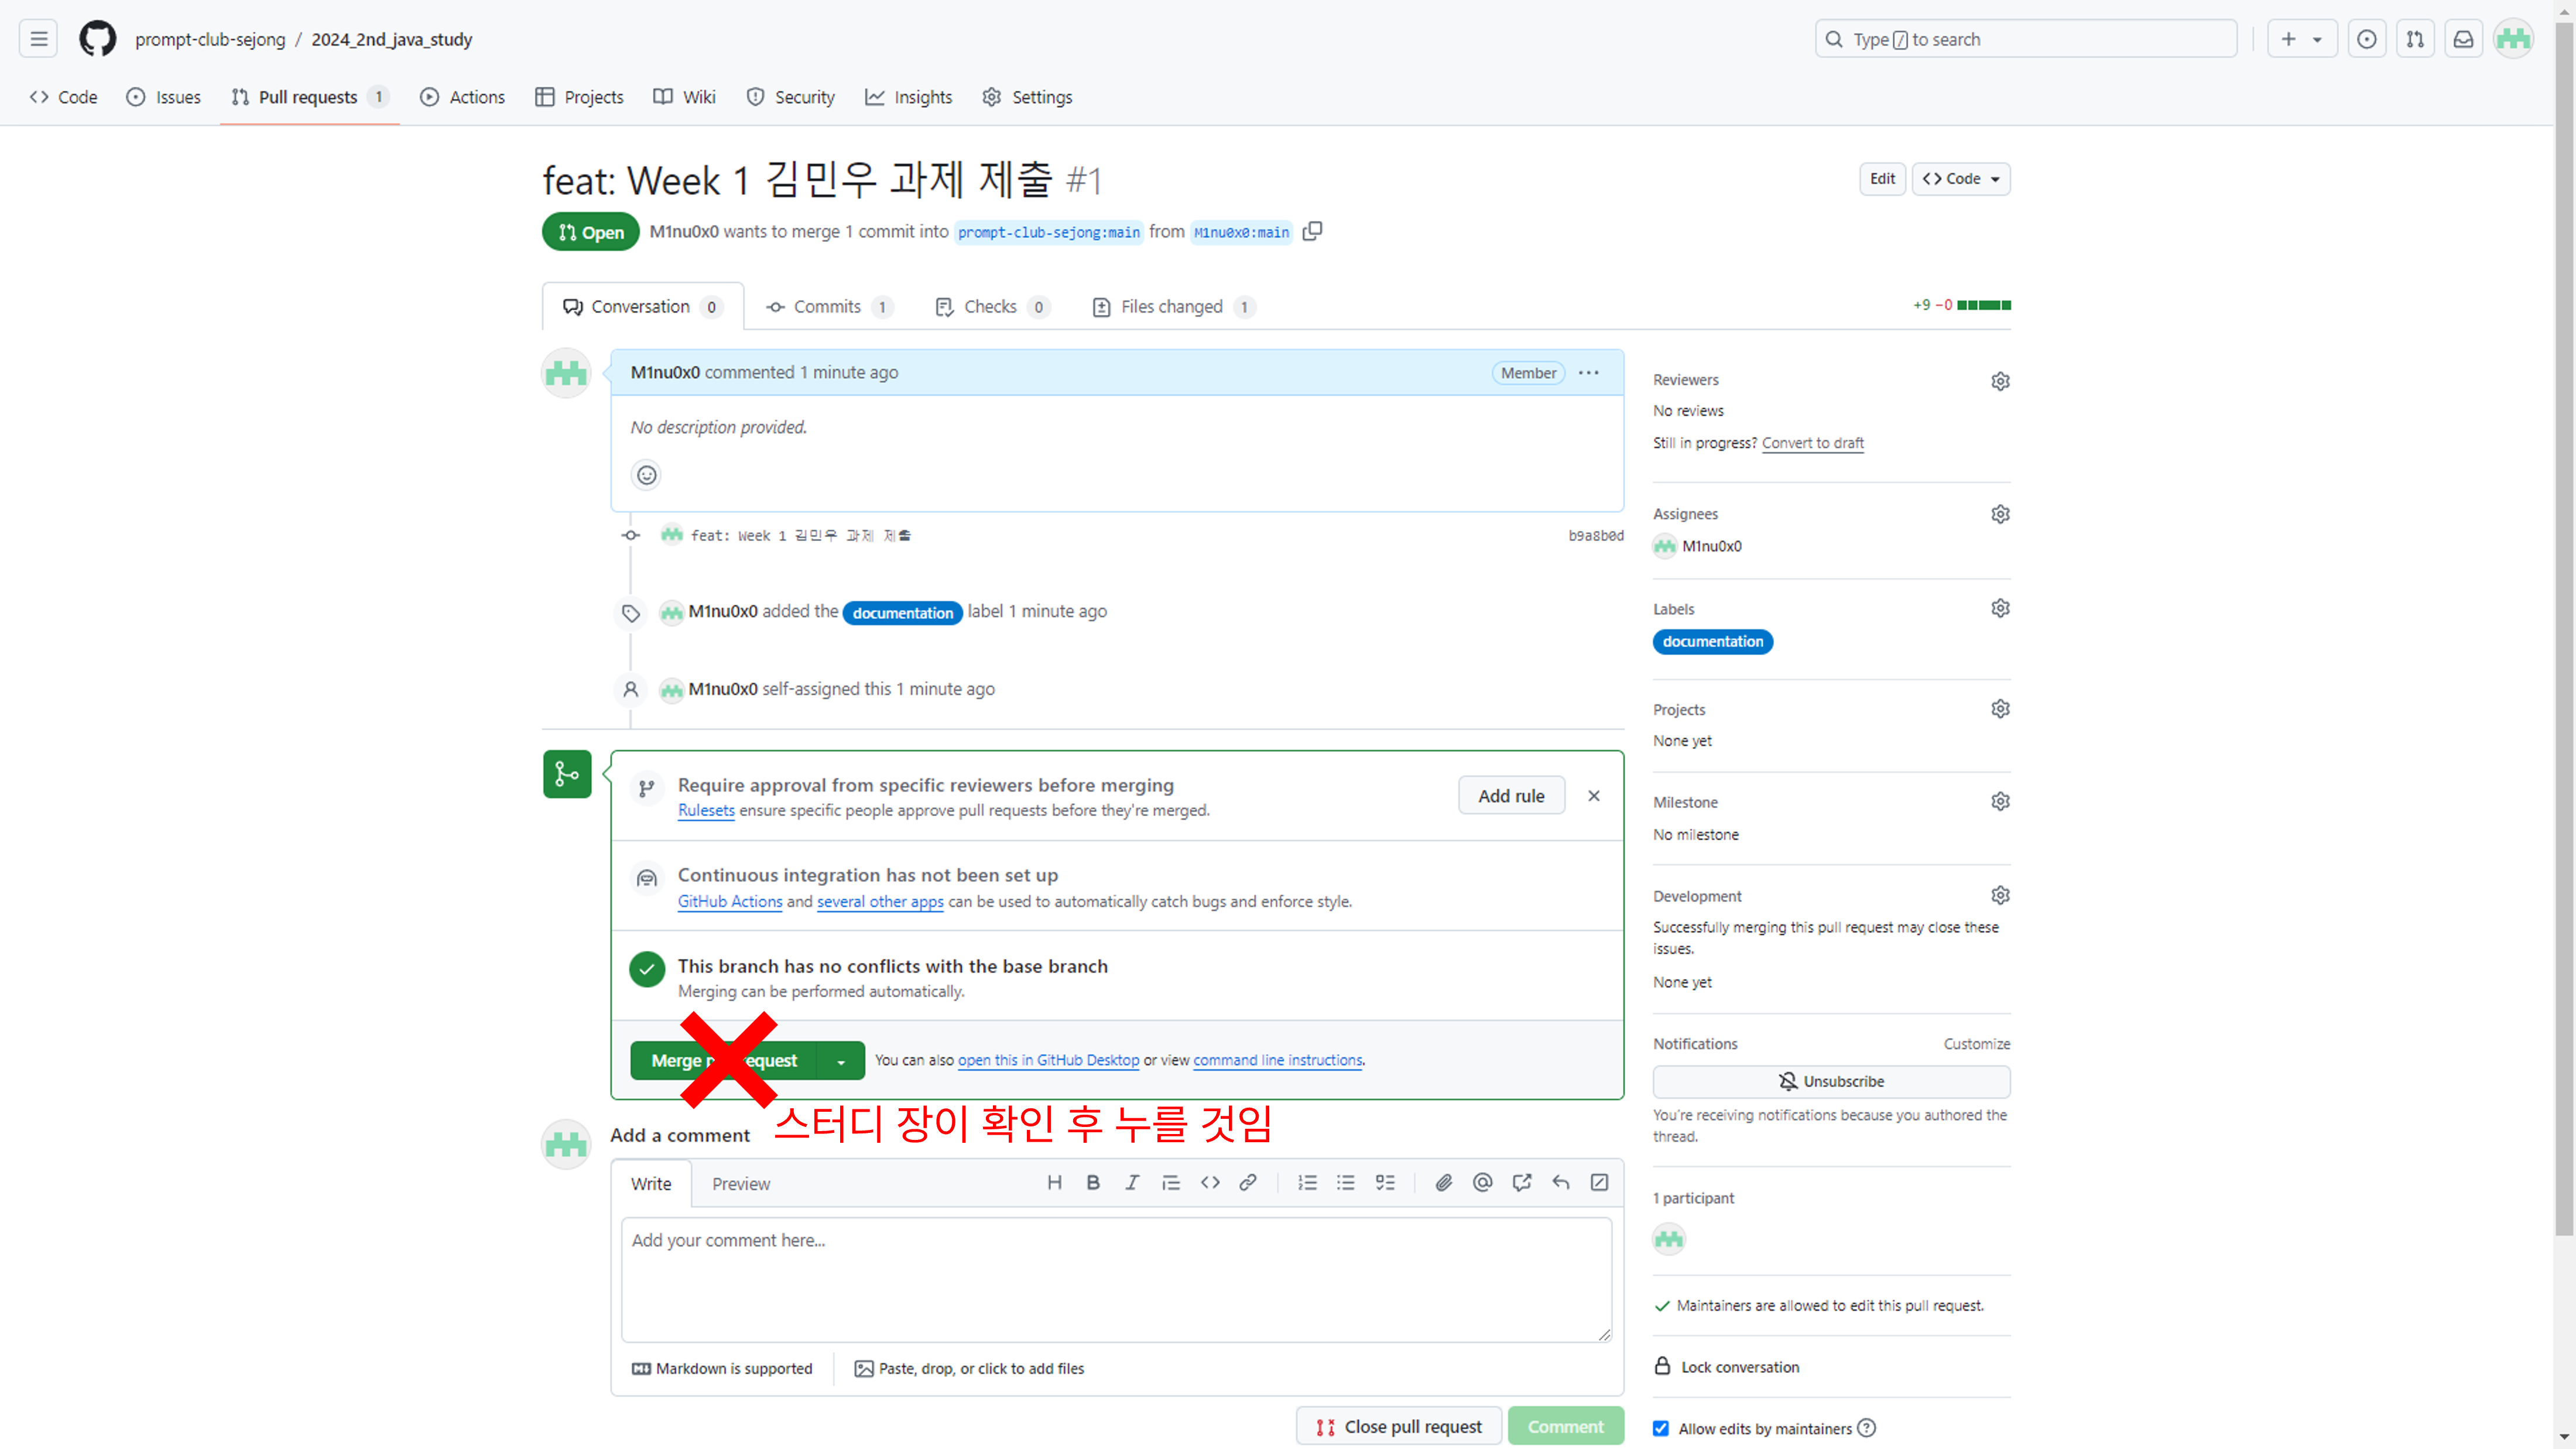 prompt-club-sejong / 2024_2nd_java_study
Type / to search
Code
Issues
Pull requests 1
Actions
Projects
Wiki
Security
Insights
Settings
feat: Week 1 김민우 과제 제출 #1
Edit
Code
Open
M1nu0x0 wants to merge 1 commit into prompt-club-sejong:main from M1nu0x0:main
Conversation 0
Commits 1
Checks 0
Files changed 1
+9 −0
M1nu0x0 commented 1 minute ago
Member
No description provided.
feat: Week 1 김민우 과제 제출
b9a8b0d
M1nu0x0 added the documentation label 1 minute ago
M1nu0x0 self-assigned this 1 minute ago
Require approval from specific reviewers before merging
Rulesets ensure specific people approve pull requests before they're merged.
Add rule
Continuous integration has not been set up
GitHub Actions and several other apps can be used to automatically catch bugs and enforce style.
This branch has no conflicts with the base branch
Merging can be performed automatically.
Merge pull request
You can also open this in GitHub Desktop or view command line instructions.
스터디 장이 확인 후 누를 것임
Add a comment
Write
Preview
Add your comment here...
Markdown is supported
Paste, drop, or click to add files
Close pull request
Comment
Reviewers
No reviews
Still in progress? Convert to draft
Assignees
M1nu0x0
Labels
documentation
Projects
None yet
Milestone
No milestone
Development
Successfully merging this pull request may close these
issues.
None yet
Notifications
Customize
Unsubscribe
You're receiving notifications because you authored the
thread.
1 participant
Maintainers are allowed to edit this pull request.
Lock conversation
Allow edits by maintainers